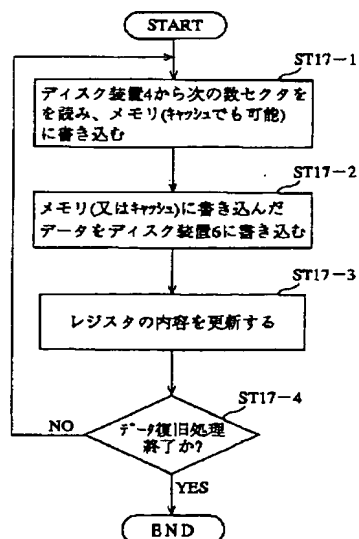 START
ST17-1
ディスク装置4から次の数セクタを
を読み、メモリ(キャッシュでも可能)
に書き込む
ST17-2
メモリ(又はキャッシュ)に書き込んだ
データをディスク装置6に書き込む
ST17-3
レジスタの内容を更新する
ST17-4
データ復旧処理
終了か?
NO
YES
END